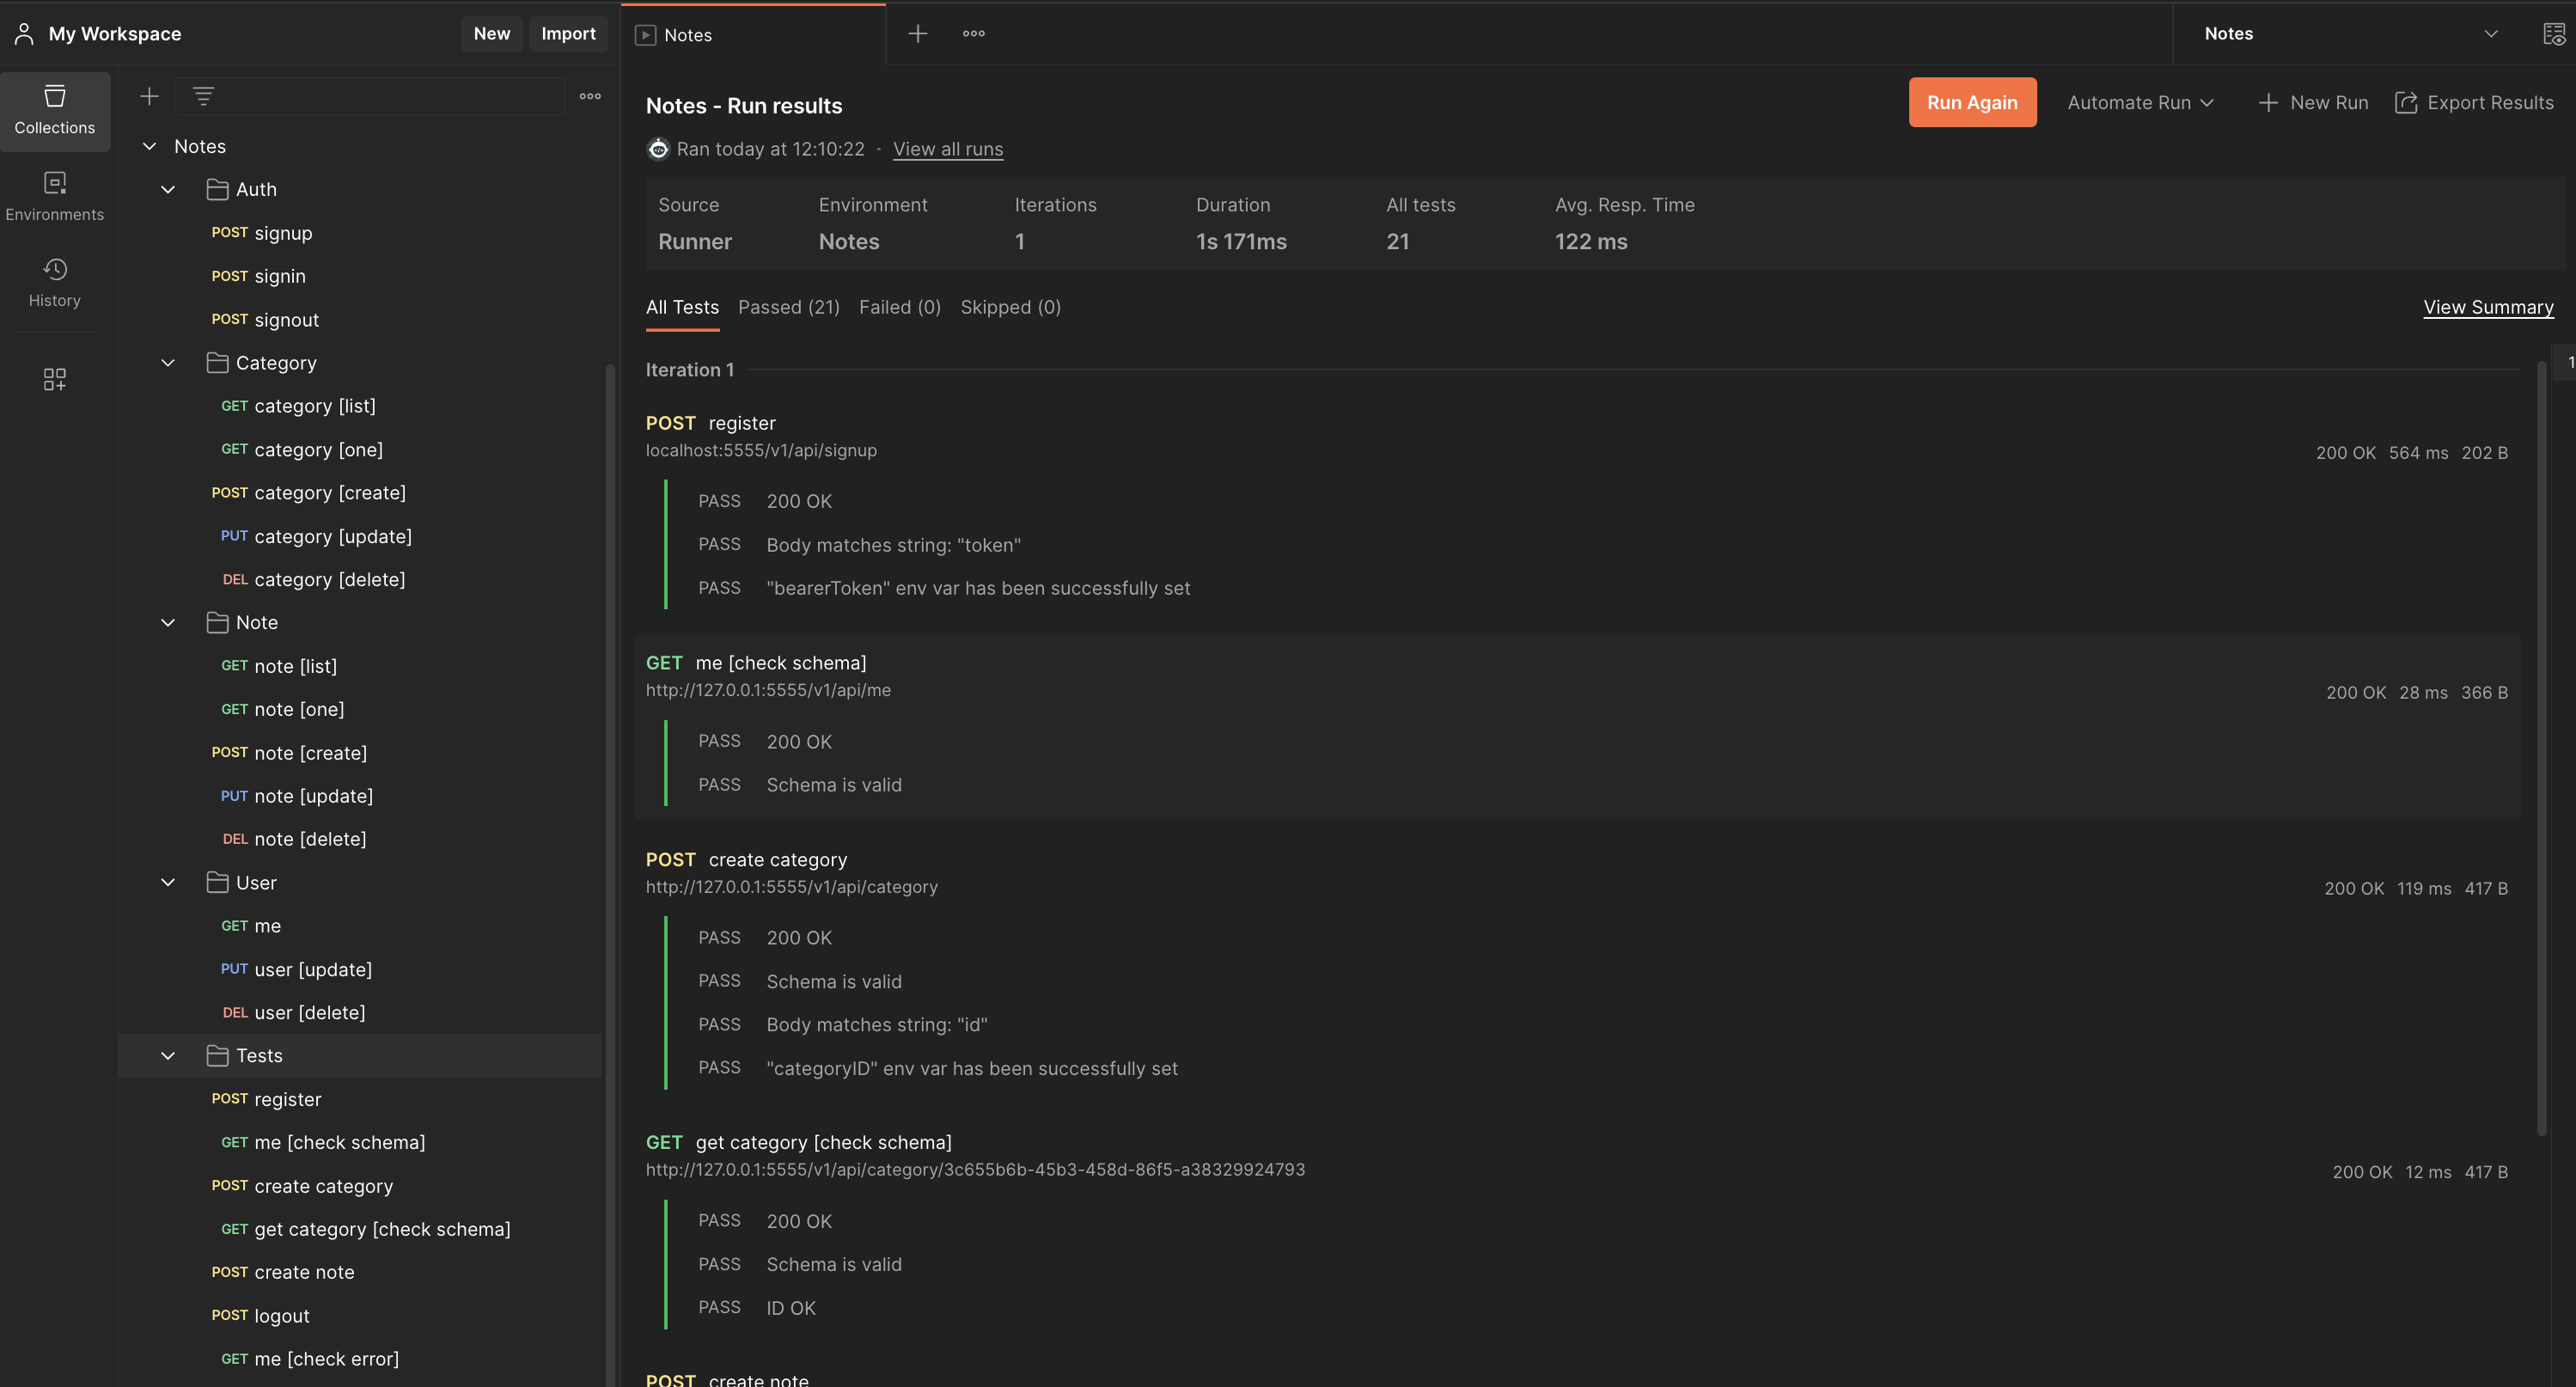 My Workspace
New
Import
Collections
Environments
History
Notes
Auth
POST signup
POST signin
POST signout
Category
GET category [list]
GET category [one]
POST category [create]
PUT category [update]
DEL category [delete]
Note
GET note [list]
GET note [one]
POST note [create]
PUT note [update]
DEL note [delete]
User
GET me
PUT user [update]
DEL user [delete]
Tests
POST register
GET me [check schema]
POST create category
GET get category [check schema]
POST create note
POST logout
GET me [check error]
Notes
Notes
Notes - Run results
Run Again
Automate Run
New Run
Export Results
Ran today at 12:10:22 · View all runs
Source Environment Iterations Duration All tests Avg. Resp. Time
Runner Notes 1 1s 171ms 21 122 ms
All Tests Passed (21) Failed (0) Skipped (0) View Summary
Iteration 1
1
POST register
localhost:5555/v1/api/signup
200 OK 564 ms 202 B
PASS 200 OK
PASS Body matches string: "token"
PASS "bearerToken" env var has been successfully set
GET me [check schema]
http://127.0.0.1:5555/v1/api/me
200 OK 28 ms 366 B
PASS 200 OK
PASS Schema is valid
POST create category
http://127.0.0.1:5555/v1/api/category
200 OK 119 ms 417 B
PASS 200 OK
PASS Schema is valid
PASS Body matches string: "id"
PASS "categoryID" env var has been successfully set
GET get category [check schema]
http://127.0.0.1:5555/v1/api/category/3c655b6b-45b3-458d-86f5-a38329924793
200 OK 12 ms 417 B
PASS 200 OK
PASS Schema is valid
PASS ID OK
POST create note